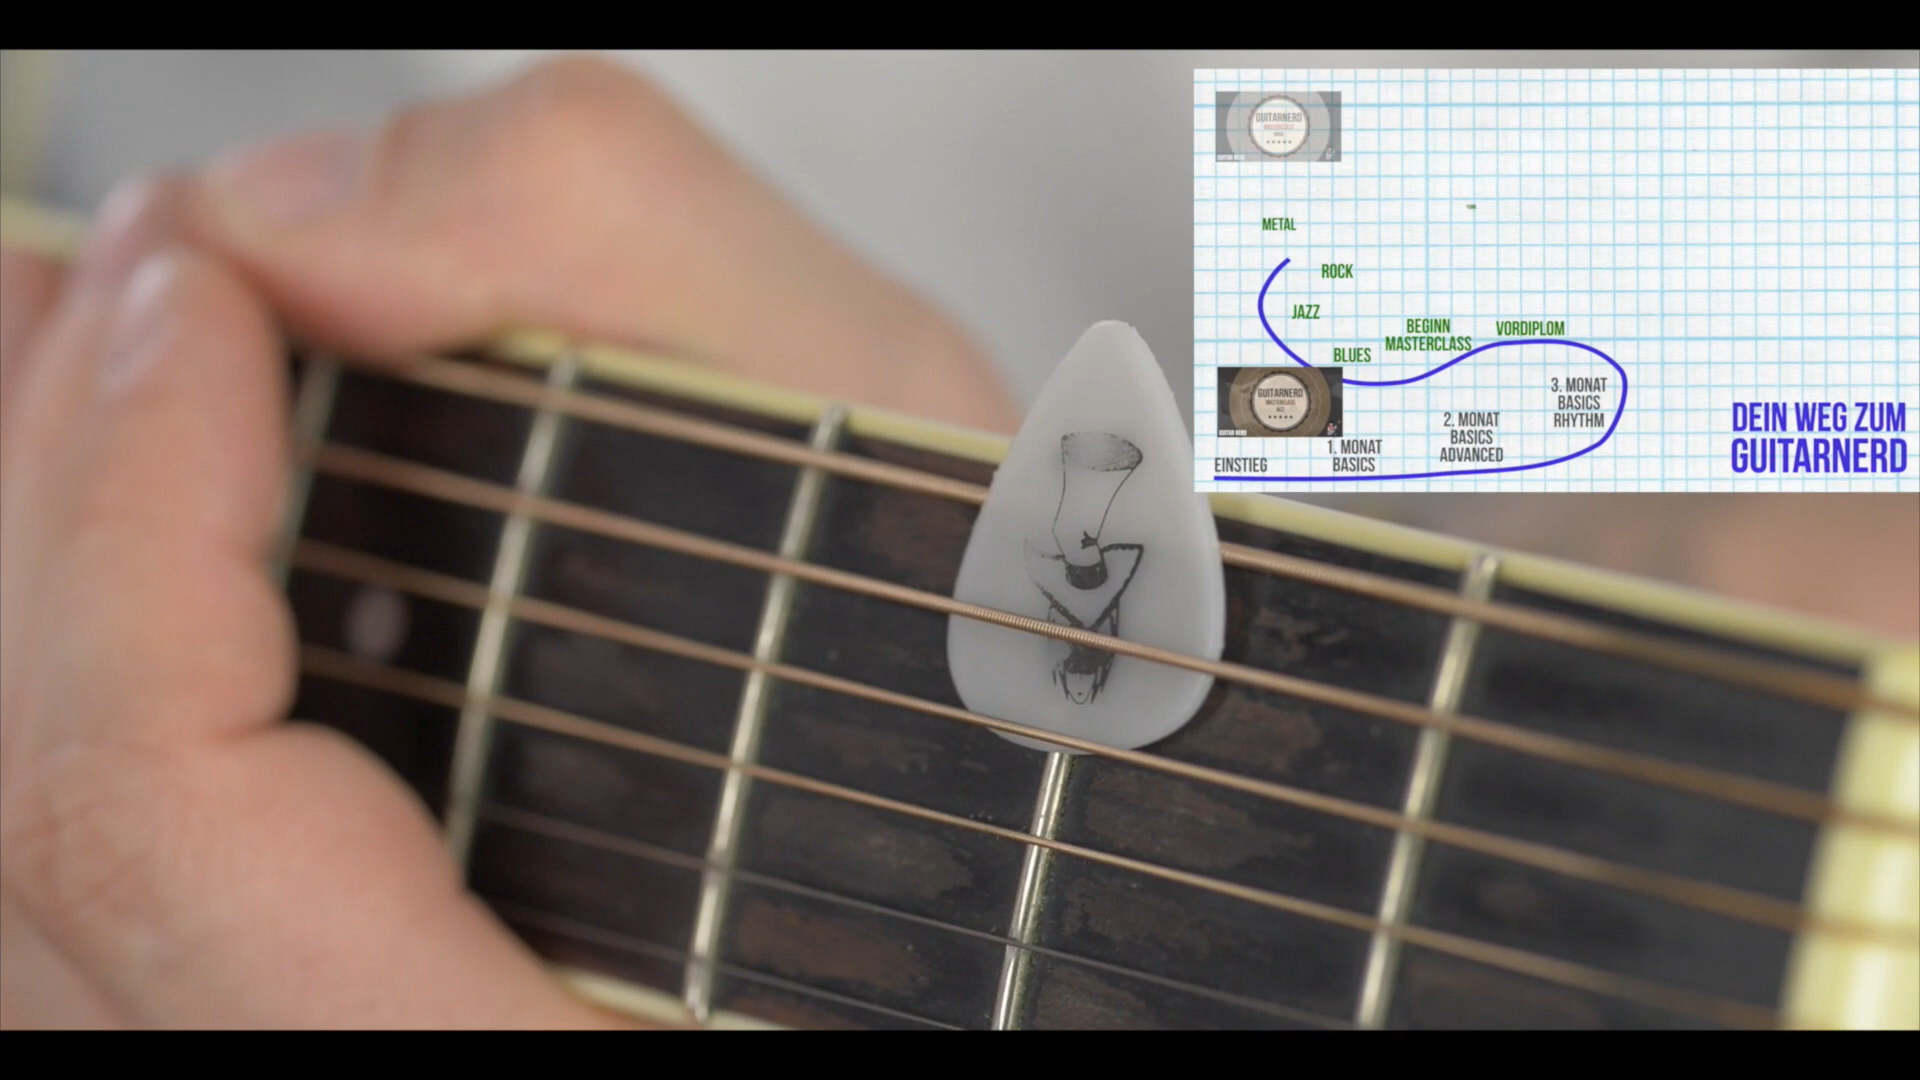 GUITARNERD
METAL
ROCK
JAZZ
BEGINN
MASTERCLASS
VORDIPLOM
BLUES
3. MONAT
BASICS
RHYTHM
GUITARNERD
MASTERCLASS
2. MONAT
BASICS
ADVANCED
DEIN WEG ZUM
GUITARNERD
1. MONAT
BASICS
EINSTIEG